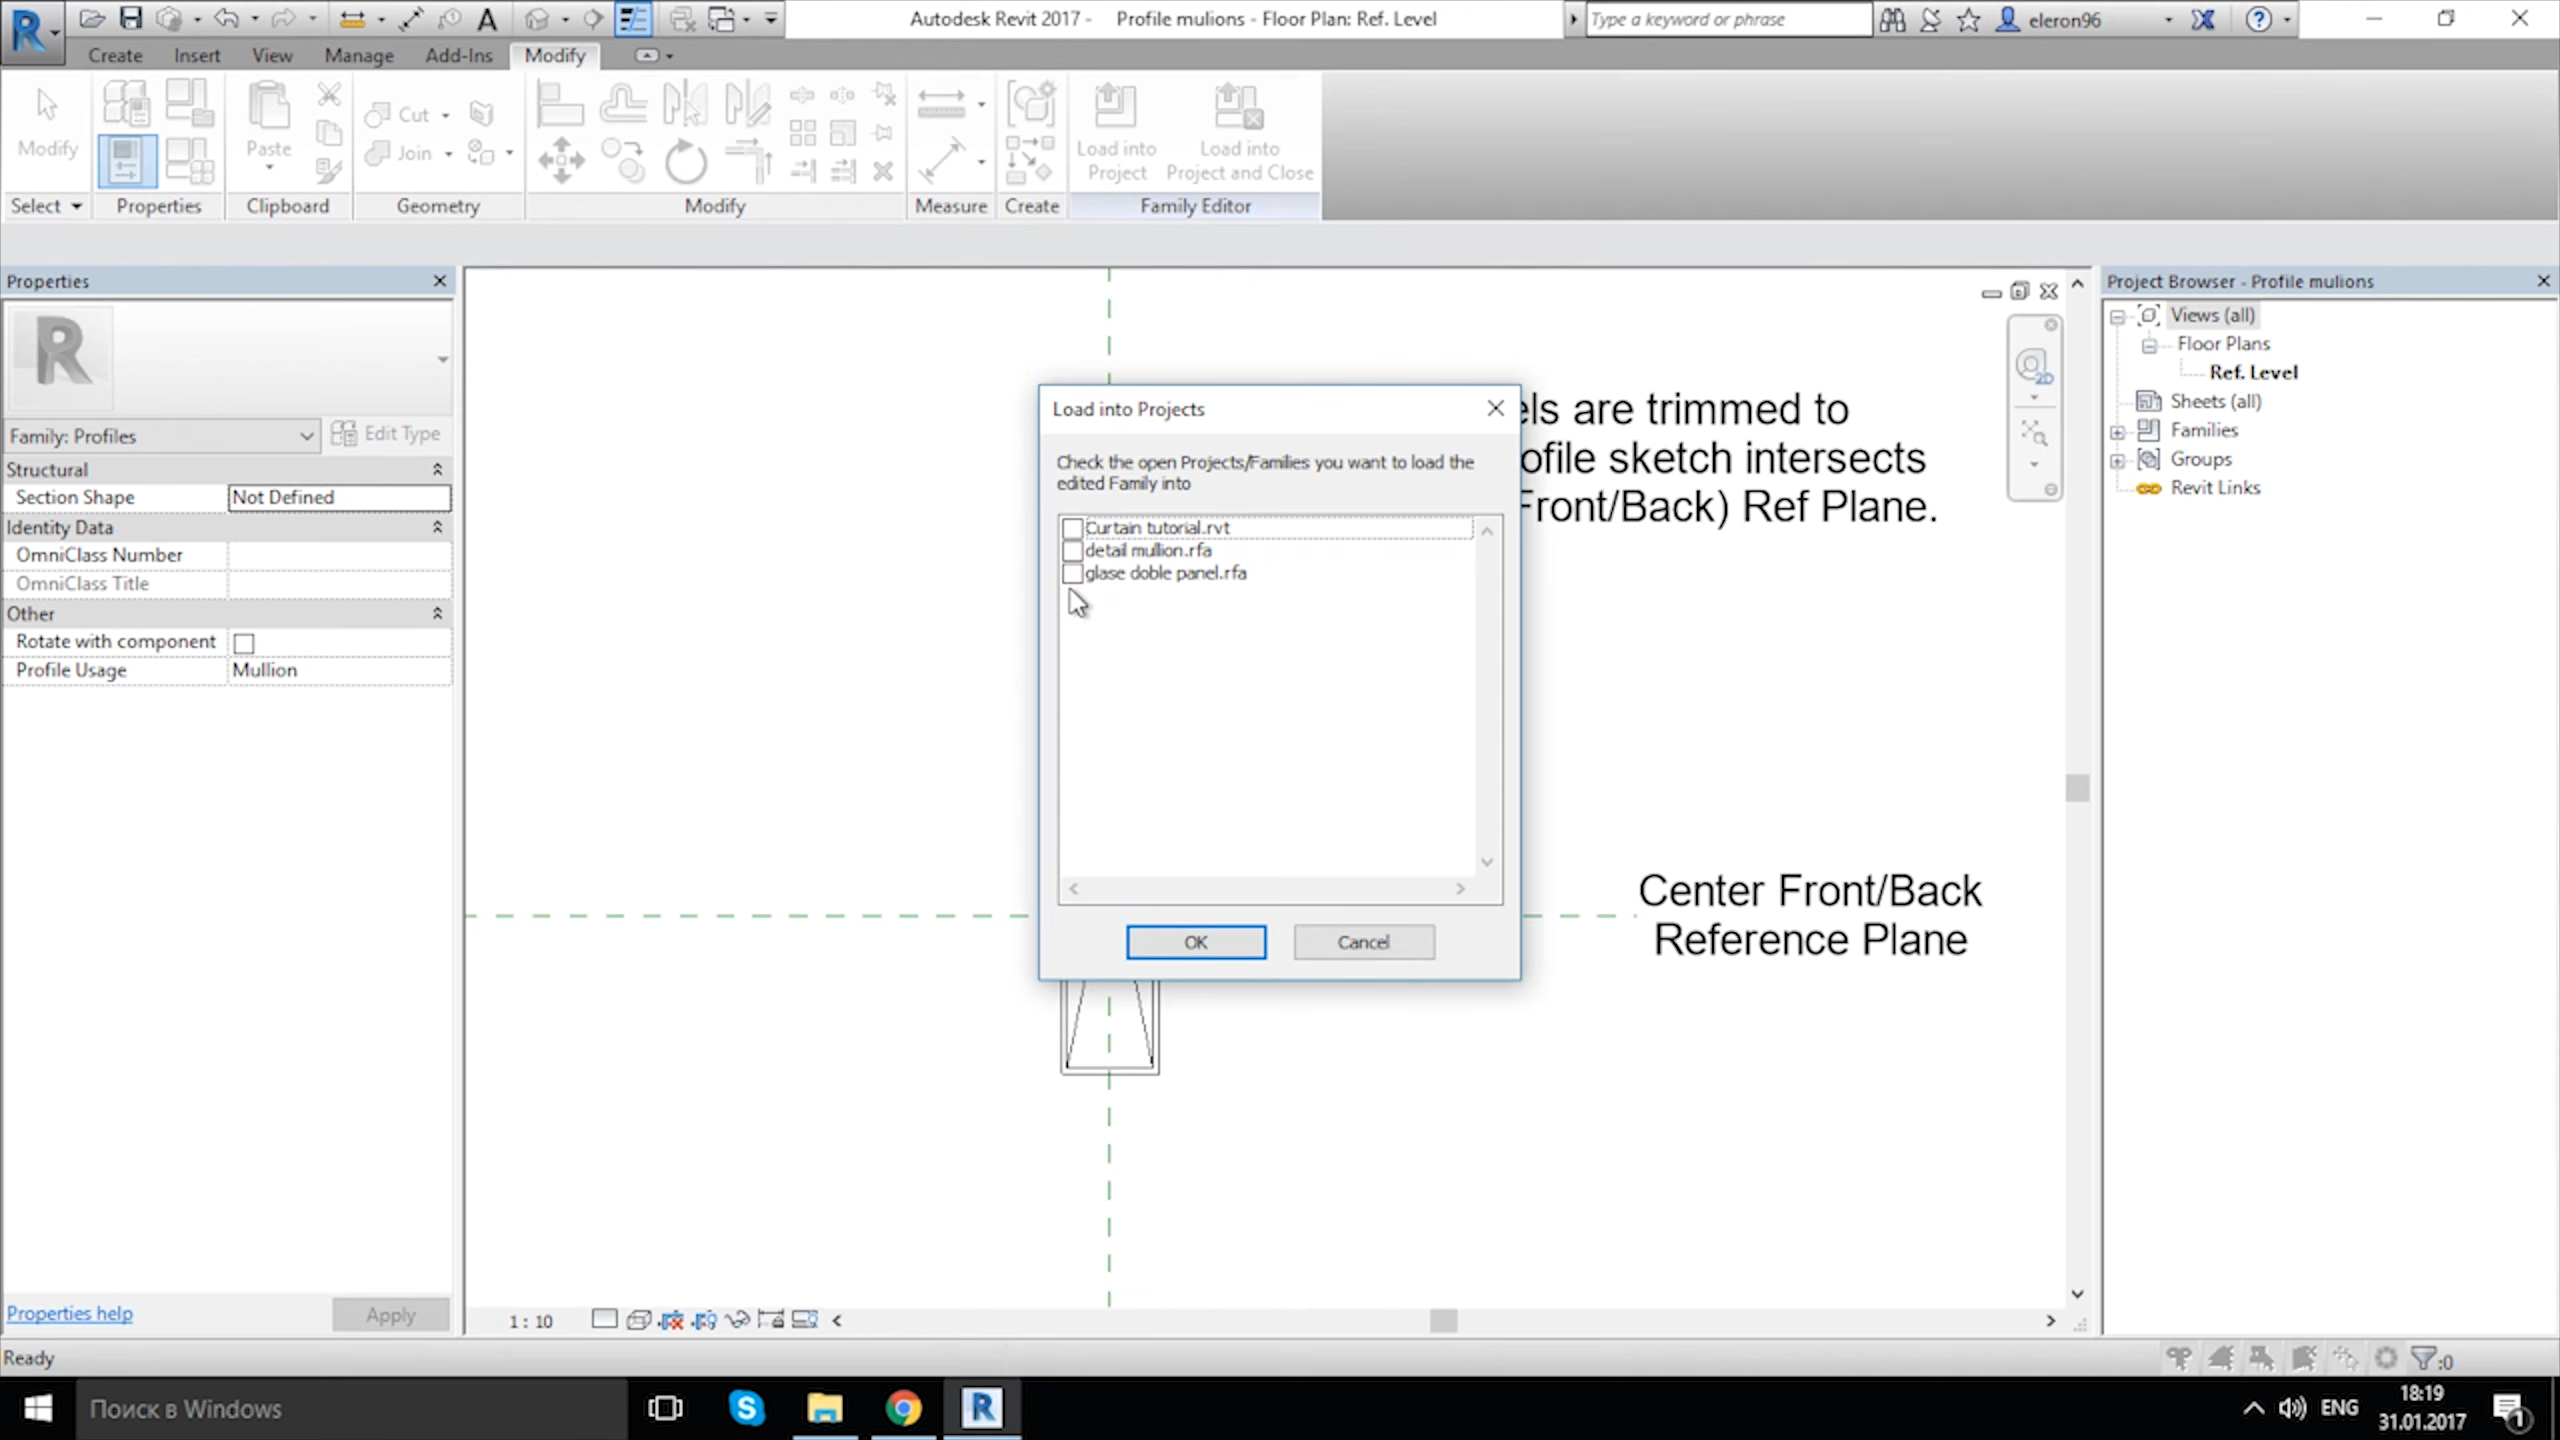 Autodesk Revit 2017 - Profile mulions - Floor Plan: Ref. Level
Type a keyword or phrase
eleron96
Create Insert View Manage Add-Ins Modify
Modify
Paste
Cut
Join
Load into Project
Load into Project and Close
Select Properties Clipboard Geometry Modify Measure Create Family Editor
Properties
Family: Profiles
Edit Type
Structural
Section Shape Not Defined
Identity Data
OmniClass Number
OmniClass Title
Other
Rotate with component
Profile Usage Mullion
Properties help
Apply
els are trimmed to
ofile sketch intersects
Front/Back) Ref Plane.
Center Front/Back
Reference Plane
Load into Projects
Check the open Projects/Families you want to load the
edited Family into
Curtain tutorial.rvt
detail mullion.rfa
glase doble panel.rfa
OK
Cancel
2D
Project Browser - Profile mulions
Views (all)
Floor Plans
Ref. Level
Sheets (all)
Families
Groups
Revit Links
1 : 10
Ready
:0
Поиск в Windows
ENG
18:19
31.01.2017
1